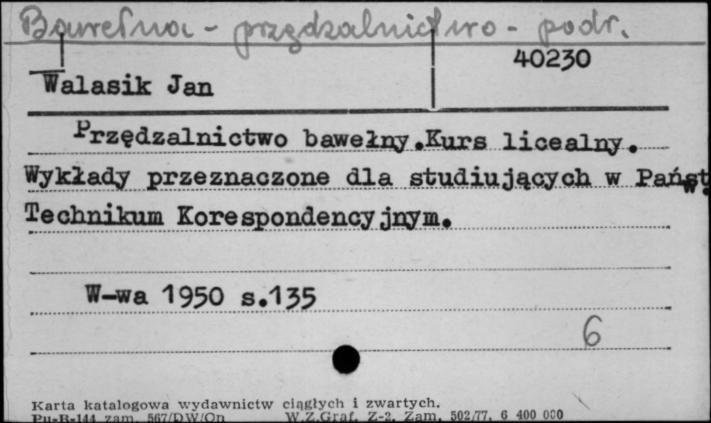 Bawełna - przędzalnictwo - podr.
40230
Walasik Jan
Przędzalnictwo bawełny.Kurs licealny.
Wykłady przeznaczone dla studiujących w Państw.
Technikum Korespondencyjnym.
W-wa 1950 s.135
6
Karta katalogowa wydawnictw ciągłych i zwartych.
Pu-B-144 zam. 567/DW/On W.Z.Graf. Z-2. Zam. 502/77. 6 400 000